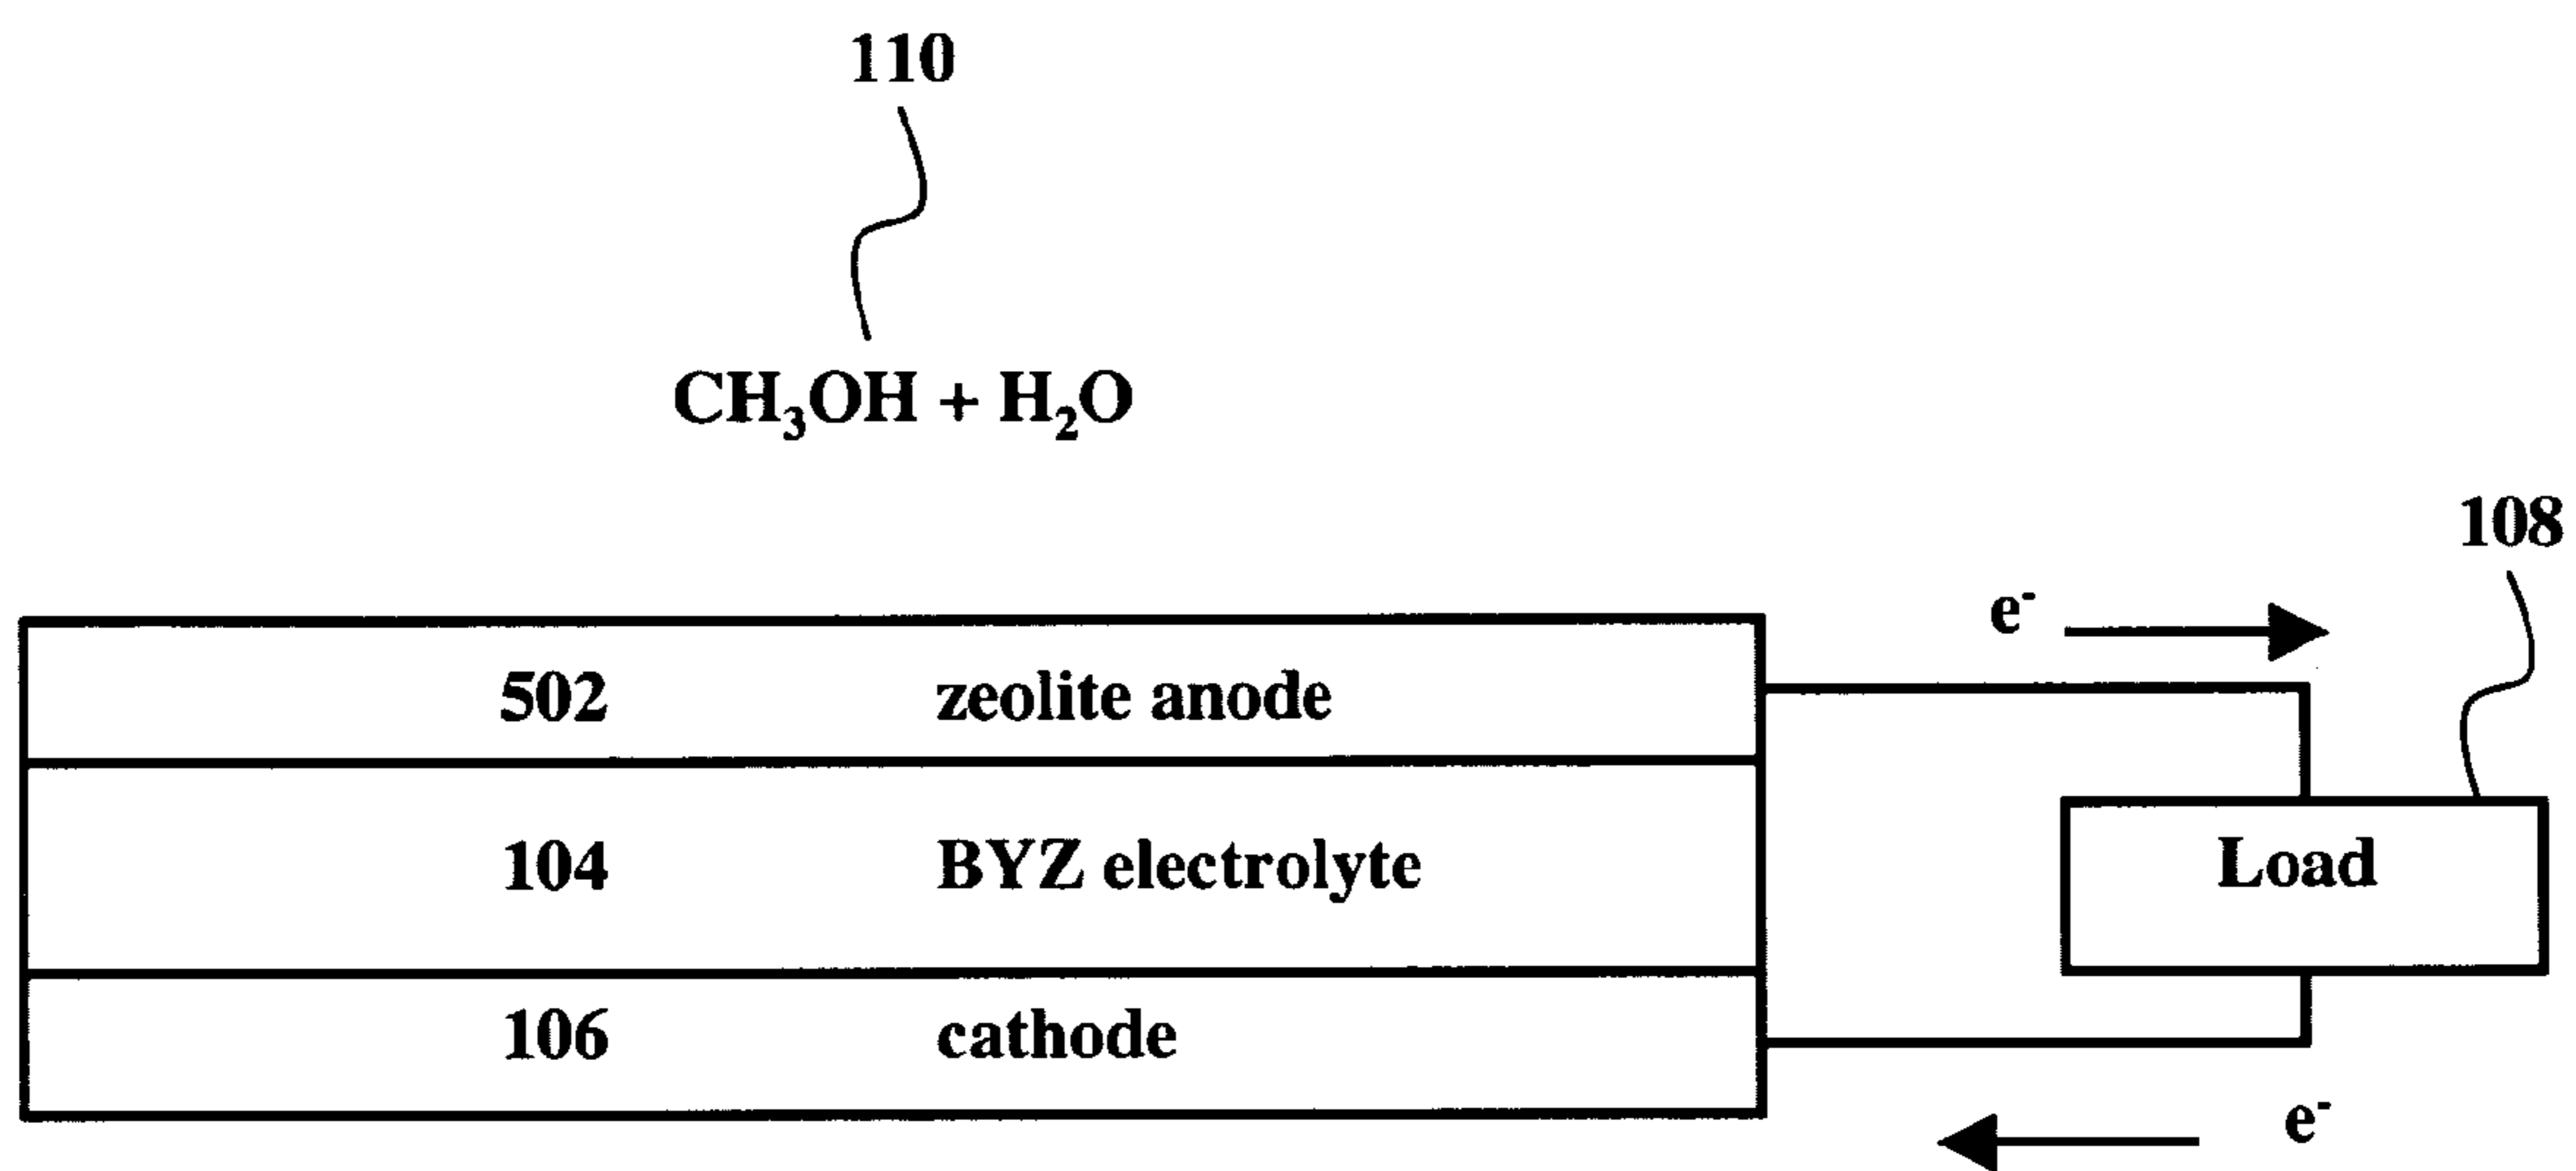 110
CH₃OH + H₂O
108
e⁻
502 zeolite anode
104 BYZ electrolyte
Load
106 cathode
e⁻